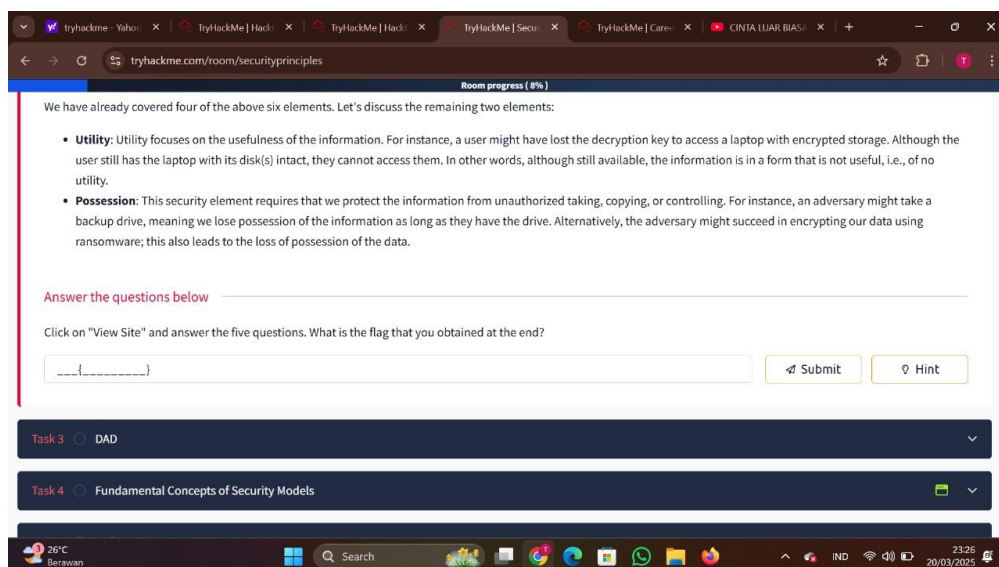 tryhackme - Yahoo
TryHackMe | Hackt
TryHackMe | Hackt
TryHackMe | Secur
TryHackMe | Caree
CINTA LUAR BIASA
tryhackme.com/room/securityprinciples
T
Room progress ( 8% )
We have already covered four of the above six elements. Let's discuss the remaining two elements:
• Utility: Utility focuses on the usefulness of the information. For instance, a user might have lost the decryption key to access a laptop with encrypted storage. Although the
user still has the laptop with its disk(s) intact, they cannot access them. In other words, although still available, the information is in a form that is not useful, i.e., of no
utility.
• Possession: This security element requires that we protect the information from unauthorized taking, copying, or controlling. For instance, an adversary might take a
backup drive, meaning we lose possession of the information as long as they have the drive. Alternatively, the adversary might succeed in encrypting our data using
ransomware; this also leads to the loss of possession of the data.
Answer the questions below
Click on "View Site" and answer the five questions. What is the flag that you obtained at the end?
___{_________}
Submit
Hint
Task 3 DAD
Task 4 Fundamental Concepts of Security Models
3
26°C
Berawan
Search
IND
23:26
20/03/2025